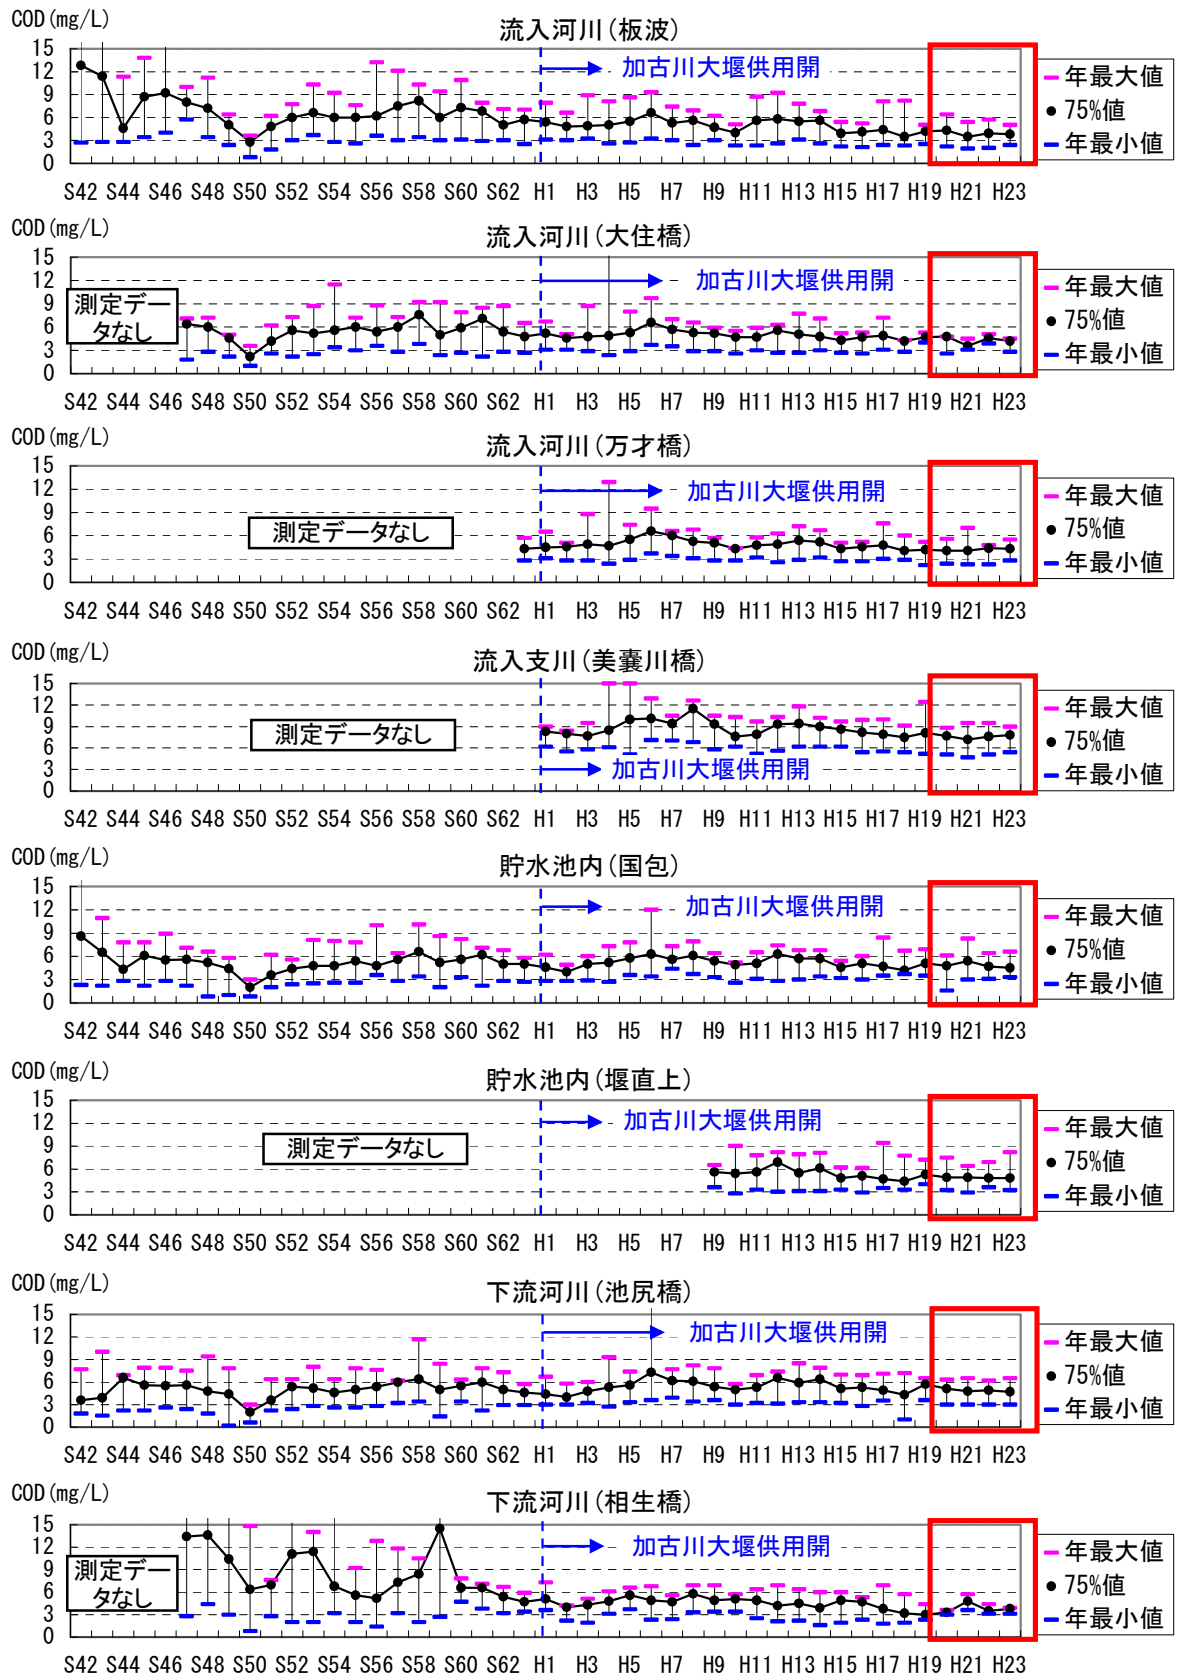 COD(mg/L)
流入河川(板波)
15
12
9
6
3
0
加古川大堰供用開
年最大値
75%値
年最小値
S42 S44 S46 S48 S50 S52 S54 S56 S58 S60 S62 H1 H3 H5 H7 H9 H11 H13 H15 H17 H19 H21 H23
COD(mg/L)
流入河川(大住橋)
15
12
9
6
3
0
測定デー
タなし
加古川大堰供用開
年最大値
75%値
年最小値
S42 S44 S46 S48 S50 S52 S54 S56 S58 S60 S62 H1 H3 H5 H7 H9 H11 H13 H15 H17 H19 H21 H23
COD(mg/L)
流入河川(万才橋)
15
12
9
6
3
0
測定データなし
加古川大堰供用開
年最大値
75%値
年最小値
S42 S44 S46 S48 S50 S52 S54 S56 S58 S60 S62 H1 H3 H5 H7 H9 H11 H13 H15 H17 H19 H21 H23
COD(mg/L)
流入支川(美嚢川橋)
15
12
9
6
3
0
測定データなし
加古川大堰供用開
年最大値
75%値
年最小値
S42 S44 S46 S48 S50 S52 S54 S56 S58 S60 S62 H1 H3 H5 H7 H9 H11 H13 H15 H17 H19 H21 H23
COD(mg/L)
貯水池内(国包)
15
12
9
6
3
0
加古川大堰供用開
年最大値
75%値
年最小値
S42 S44 S46 S48 S50 S52 S54 S56 S58 S60 S62 H1 H3 H5 H7 H9 H11 H13 H15 H17 H19 H21 H23
COD(mg/L)
貯水池内(堰直上)
15
12
9
6
3
0
測定データなし
加古川大堰供用開
年最大値
75%値
年最小値
S42 S44 S46 S48 S50 S52 S54 S56 S58 S60 S62 H1 H3 H5 H7 H9 H11 H13 H15 H17 H19 H21 H23
COD(mg/L)
下流河川(池尻橋)
15
12
9
6
3
0
加古川大堰供用開
年最大値
75%値
年最小値
S42 S44 S46 S48 S50 S52 S54 S56 S58 S60 S62 H1 H3 H5 H7 H9 H11 H13 H15 H17 H19 H21 H23
COD(mg/L)
下流河川(相生橋)
15
12
9
6
3
0
測定デー
タなし
加古川大堰供用開
年最大値
75%値
年最小値
S42 S44 S46 S48 S50 S52 S54 S56 S58 S60 S62 H1 H3 H5 H7 H9 H11 H13 H15 H17 H19 H21 H23